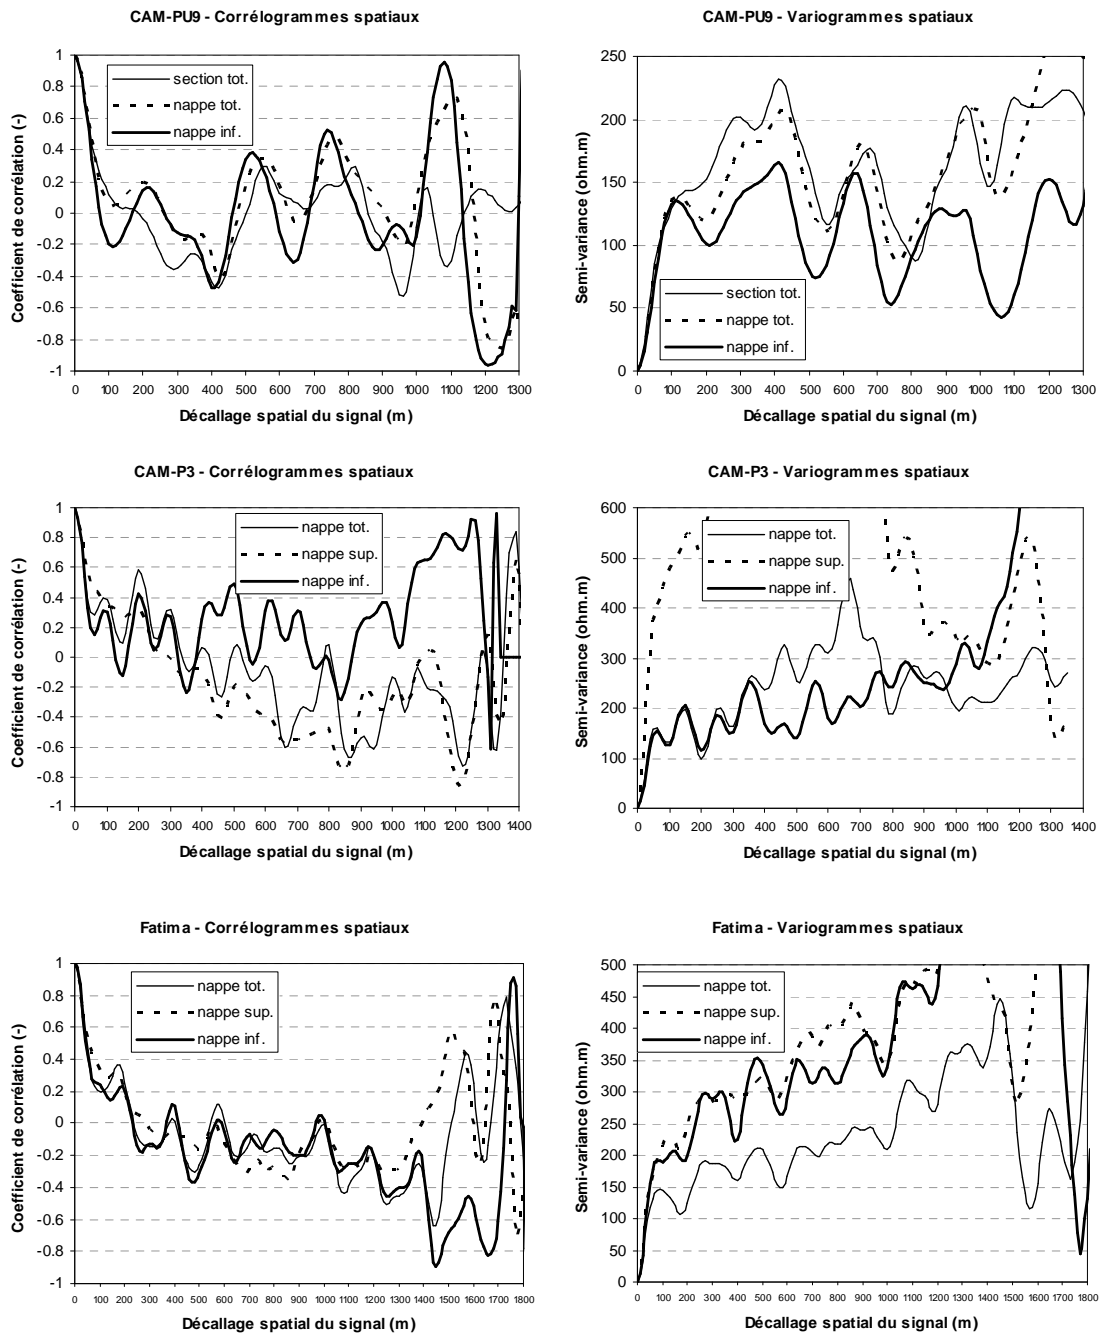 CAM-PU9 - Corrélogrammes spatiaux
1
0.8
0.6
0.4
0.2
0
-0.2
-0.4
-0.6
-0.8
-1
Coefficient de corrélation (-)
section tot.
nappe tot.
nappe inf.
0 100 200 300 400 500 600 700 800 900 1000 1100 1200 1300
Décallage spatial du signal (m)
CAM-PU9 - Variogrammes spatiaux
250
200
150
100
50
0
Semi-variance (ohm.m)
section tot.
nappe tot.
nappe inf.
0 100 200 300 400 500 600 700 800 900 1000 1100 1200 1300
Décallage spatial du signal (m)
CAM-P3 - Corrélogrammes spatiaux
1
0.8
0.6
0.4
0.2
0
-0.2
-0.4
-0.6
-0.8
-1
Coefficient de corrélation (-)
nappe tot.
nappe sup.
nappe inf.
0 100 200 300 400 500 600 700 800 900 1000 1100 1200 1300 1400
Décallage spatial du signal (m)
CAM-P3 - Variogrammes spatiaux
600
500
400
300
200
100
0
Semi-variance (ohm.m)
nappe tot.
nappe sup.
nappe inf.
0 100 200 300 400 500 600 700 800 900 1000 1100 1200 1300 1400
Décallage spatial du signal (m)
Fatima - Corrélogrammes spatiaux
1
0.8
0.6
0.4
0.2
0
-0.2
-0.4
-0.6
-0.8
-1
Coefficient de corrélation (-)
nappe tot.
nappe sup.
nappe inf.
0 100 200 300 400 500 600 700 800 900 1000 1100 1200 1300 1400 1500 1600 1700 1800
Décallage spatial du signal (m)
Fatima - Variogrammes spatiaux
500
450
400
350
300
250
200
150
100
50
0
Semi-variance (ohm.m)
nappe tot.
nappe sup.
nappe inf.
0 100 200 300 400 500 600 700 800 900 1000 1100 1200 1300 1400 1500 1600 1700 1800
Décallage spatial du signal (m)